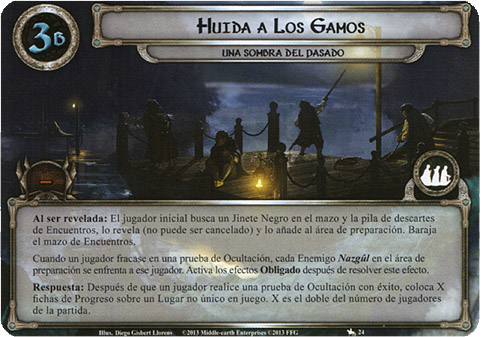 3B
HUIDA A LOS GAMOS
UNA SOMBRA DEL PASADO
Al ser revelada: El jugador inicial busca un Jinete Negro en el mazo y la pila de descartes
de Encuentros, lo revela (no puede ser cancelado) y lo añade al área de preparación. Baraja
el mazo de Encuentros.
Cuando un jugador fracase en una prueba de Ocultación, cada Enemigo Nazgûl en el área de
preparación se enfrenta a ese jugador. Activa los efectos Obligado después de resolver este efecto.
Respuesta: Después de que un jugador realice una prueba de Ocultación con éxito, coloca X
fichas de Progreso sobre un Lugar no único en juego. X es el doble del número de jugadores
de la partida.
Illus. Diego Gisbert Llorens ©2013 Middle-earth Enterprises ©2013 FFG 24